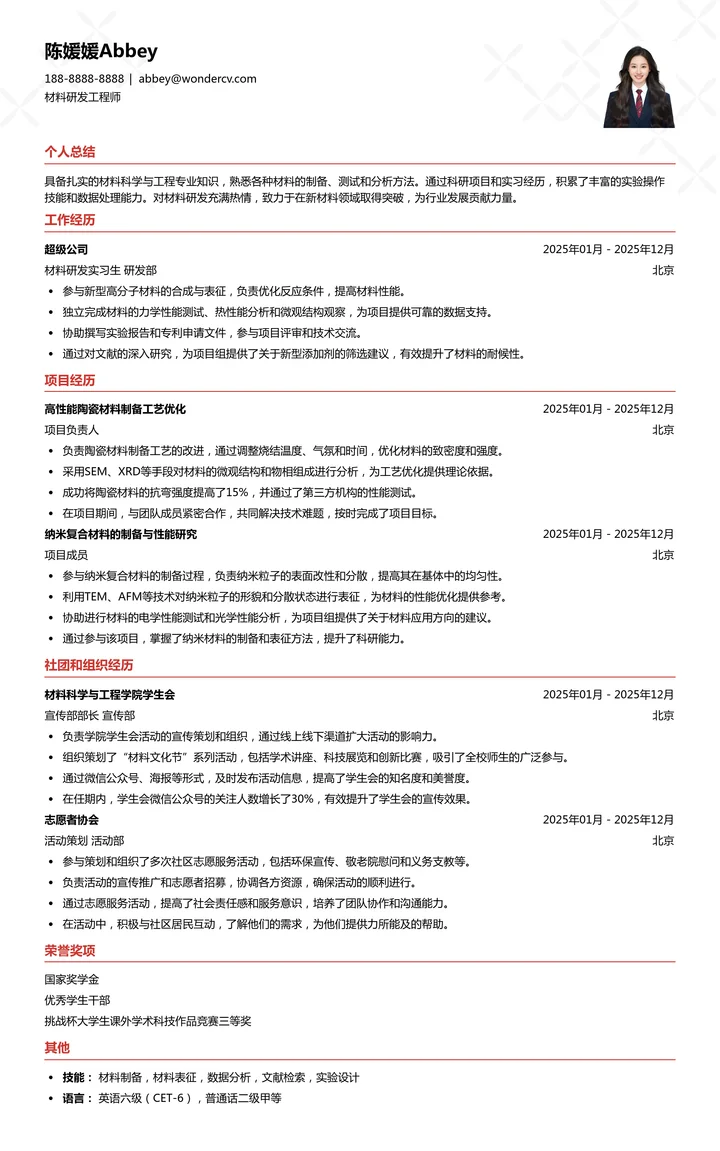 陈媛媛Abbey
188-8888-8888 | abbey@wondercv.com
材料研发工程师
个人总结
具备扎实的材料科学与工程专业知识，熟悉各种材料的制备、测试和分析方法。通过科研项目和实习经历，积累了丰富的实验操作
技能和数据处理能力。对材料研发充满热情，致力于在新材料领域取得突破，为行业发展贡献力量。
工作经历
超级公司 2025年01月 - 2025年12月
材料研发实习生 研发部 北京
• 参与新型高分子材料的合成与表征，负责优化反应条件，提高材料性能。
• 独立完成材料的力学性能测试、热性能分析和微观结构观察，为项目提供可靠的数据支持。
• 协助撰写实验报告和专利申请文件，参与项目评审和技术交流。
• 通过对文献的深入研究，为项目组提供了关于新型添加剂的筛选建议，有效提升了材料的耐候性。
项目经历
高性能陶瓷材料制备工艺优化 2025年01月 - 2025年12月
项目负责人 北京
• 负责陶瓷材料制备工艺的改进，通过调整烧结温度、气氛和时间，优化材料的致密度和强度。
• 采用SEM、XRD等手段对材料的微观结构和物相组成进行分析，为工艺优化提供理论依据。
• 成功将陶瓷材料的抗弯强度提高了15%，并通过了第三方机构的性能测试。
• 在项目期间，与团队成员紧密合作，共同解决技术难题，按时完成了项目目标。
纳米复合材料的制备与性能研究 2025年01月 - 2025年12月
项目成员 北京
• 参与纳米复合材料的制备过程，负责纳米粒子的表面改性和分散，提高其在基体中的均匀性。
• 利用TEM、AFM等技术对纳米粒子的形貌和分散状态进行表征，为材料的性能优化提供参考。
• 协助进行材料的电学性能测试和光学性能分析，为项目组提供了关于材料应用方向的建议。
• 通过参与该项目，掌握了纳米材料的制备和表征方法，提升了科研能力。
社团和组织经历
材料科学与工程学院学生会 2025年01月 - 2025年12月
宣传部部长 宣传部 北京
• 负责学院学生会活动的宣传策划和组织，通过线上线下渠道扩大活动的影响力。
• 组织策划了“材料文化节”系列活动，包括学术讲座、科技展览和创新比赛，吸引了全校师生的广泛参与。
• 通过微信公众号、海报等形式，及时发布活动信息，提高了学生会的知名度和美誉度。
• 在任期内，学生会微信公众号的关注人数增长了30%，有效提升了学生会的宣传效果。
志愿者协会 2025年01月 - 2025年12月
活动策划 活动部 北京
• 参与策划和组织了多次社区志愿服务活动，包括环保宣传、敬老院慰问和义务支教等。
• 负责活动的宣传推广和志愿者招募，协调各方资源，确保活动的顺利进行。
• 通过志愿服务活动，提高了社会责任感和服务意识，培养了团队协作和沟通能力。
• 在活动中，积极与社区居民互动，了解他们的需求，为他们提供力所能及的帮助。
荣誉奖项
国家奖学金
优秀学生干部
挑战杯大学生课外学术科技作品竞赛三等奖
其他
• 技能： 材料制备，材料表征，数据分析，文献检索，实验设计
• 语言： 英语六级（CET-6），普通话二级甲等